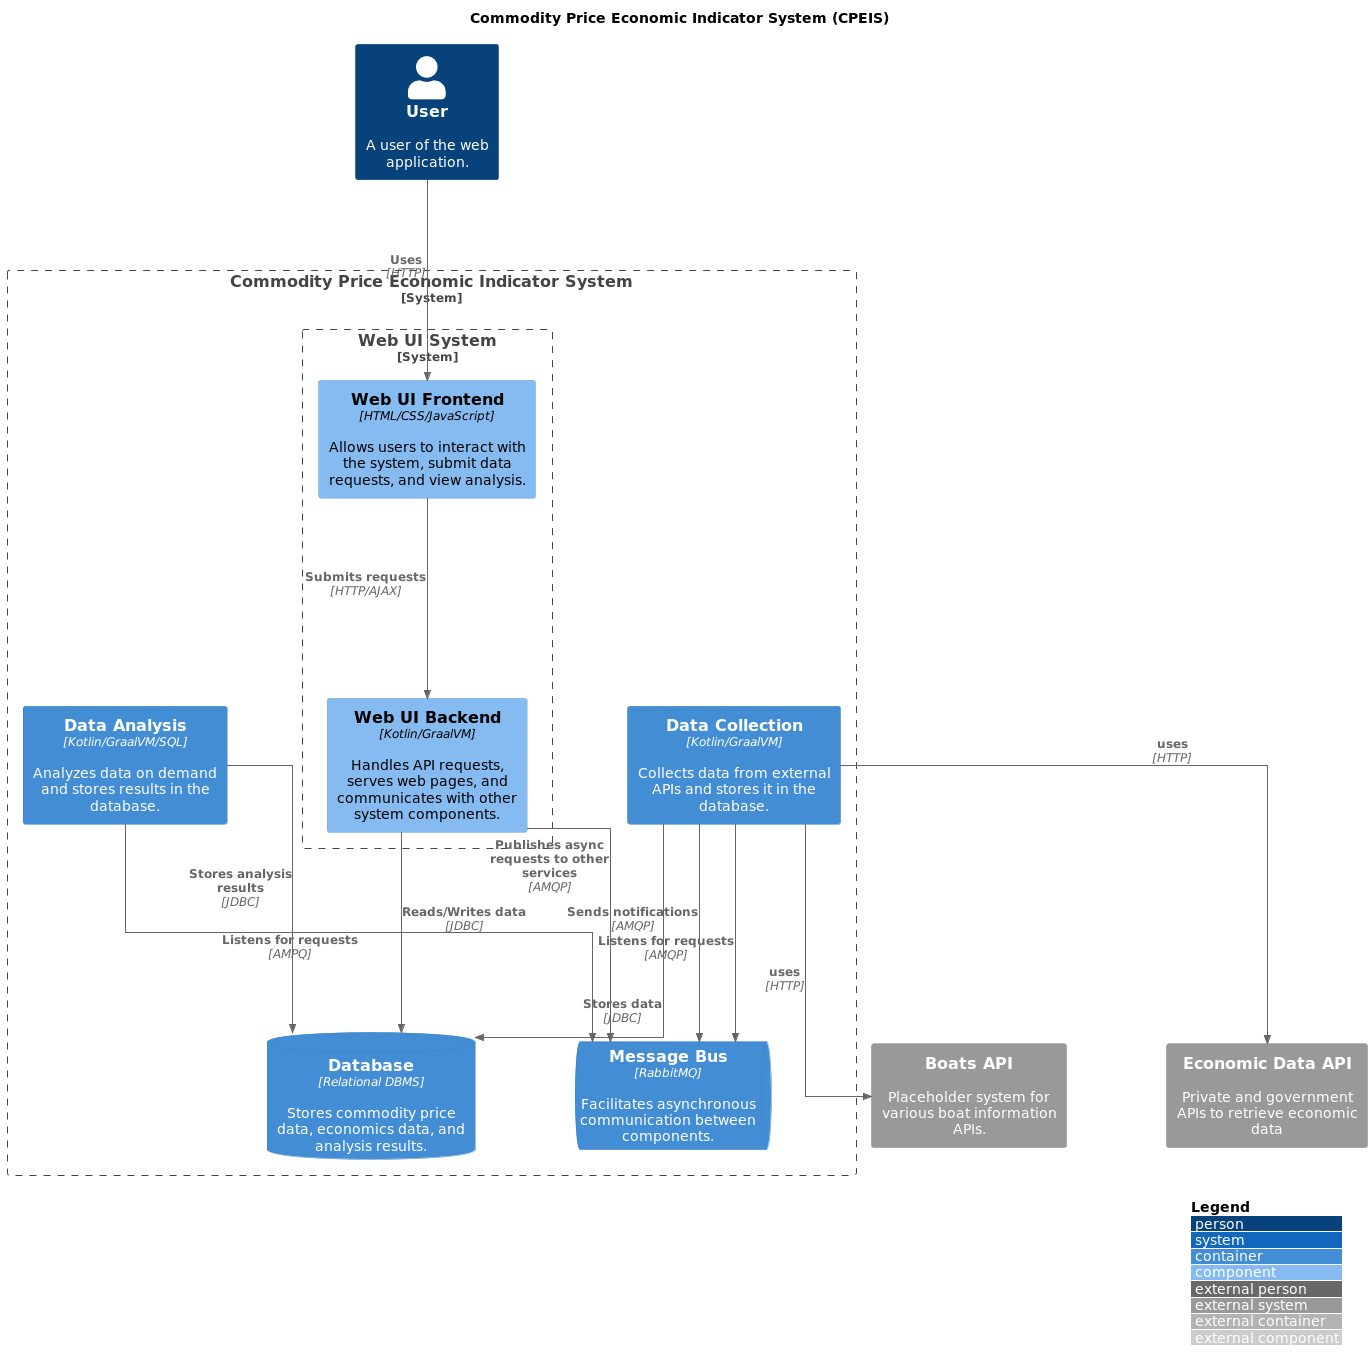 Commodity Price Economic Indicator System (CPEIS)
User
A user of the web
application.
Uses
[HTTP]
Commodity Price Economic Indicator System
[System]
Web UI System
[System]
Web UI Frontend
[HTML/CSS/JavaScript]
Allows users to interact with
the system, submit data
requests, and view analysis.
Submits requests
[HTTP/AJAX]
Data Analysis
[Kotlin/GraalVM/SQL]
Analyzes data on demand
and stores results in the
database.
Web UI Backend
[Kotlin/GraalVM]
Handles API requests,
serves web pages, and
communicates with other
system components.
Data Collection
[Kotlin/GraalVM]
Collects data from external
APIs and stores it in the
database.
uses
[HTTP]
Publishes async
requests to other
services
[AMQP]
Stores analysis
results
[JDBC]
Reads/Writes data
[JDBC]
Sends notifications
[AMQP]
Listens for requests
[AMPQ]
Listens for requests
[AMQP]
uses
[HTTP]
Stores data
[JDBC]
Database
[Relational DBMS]
Stores commodity price
data, economics data, and
analysis results.
Message Bus
[RabbitMQ]
Facilitates asynchronous
communication between
components.
Boats API
Placeholder system for
various boat information
APIs.
Economic Data API
Private and government
APIs to retrieve economic
data
Legend
person
system
container
component
external person
external system
external container
external component